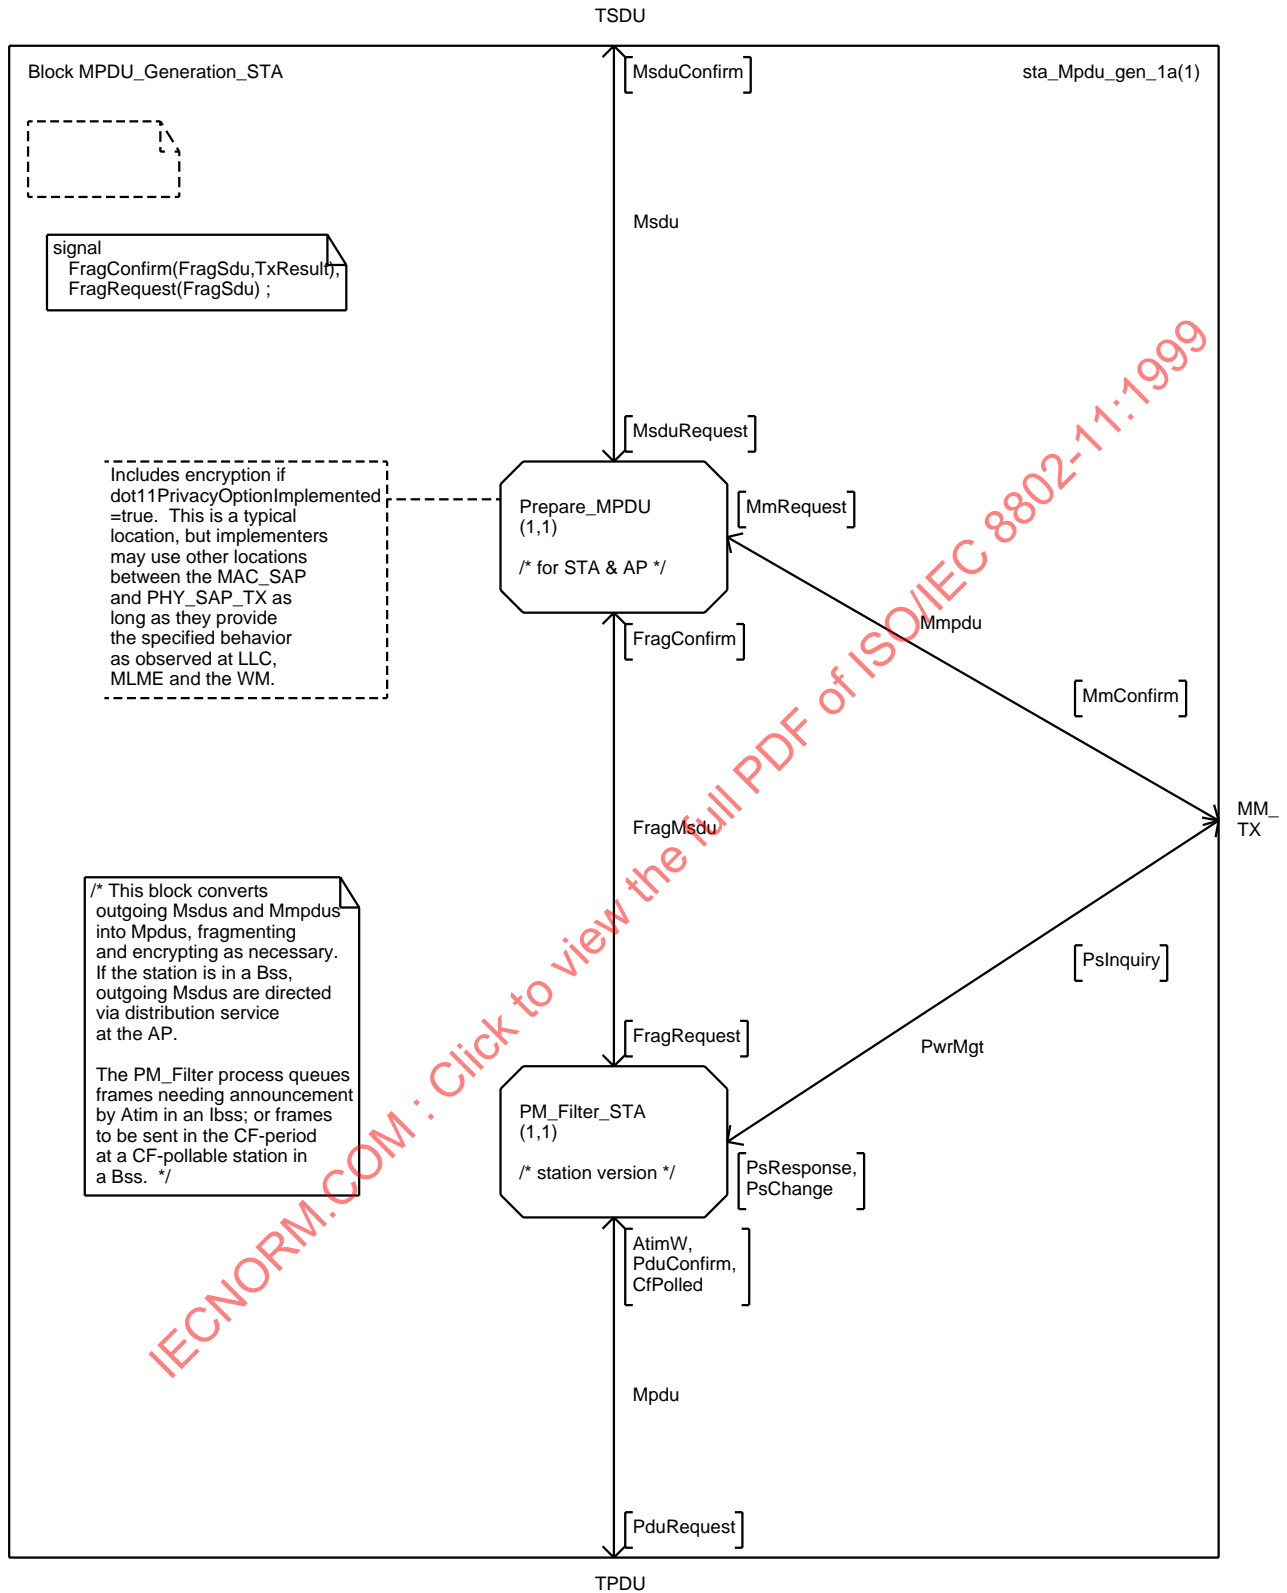 TSDU
Block MPDU_Generation_STA
sta_Mpdu_gen_1a(1)
MsduConfirm
Msdu
signal
FragConfirm(FragSdu,TxResult),
FragRequest(FragSdu) ;
MsduRequest
Includes encryption if
dot11PrivacyOptionImplemented
=true.  This is a typical
location, but implementers
may use other locations
between the MAC_SAP
and PHY_SAP_TX as
long as they provide
the specified behavior
as observed at LLC,
MLME and the WM.
Prepare_MPDU
(1,1)
/* for STA & AP */
MmRequest
FragConfirm
Mmpdu
MmConfirm
FragMsdu
MM_
TX
/* This block converts
outgoing Msdus and Mmpdus
into Mpdus, fragmenting
and encrypting as necessary.
If the station is in a Bss,
outgoing Msdus are directed
via distribution service
at the AP.
The PM_Filter process queues
frames needing announcement
by Atim in an Ibss; or frames
to be sent in the CF-period
at a CF-pollable station in
a Bss.  */
PsInquiry
FragRequest
PwrMgt
PM_Filter_STA
(1,1)
/* station version */
PsResponse,
PsChange
AtimW,
PduConfirm,
CfPolled
Mpdu
PduRequest
TPDU
IECNORM.COM : Click to view the full PDF of ISO/IEC 8802-11:1999